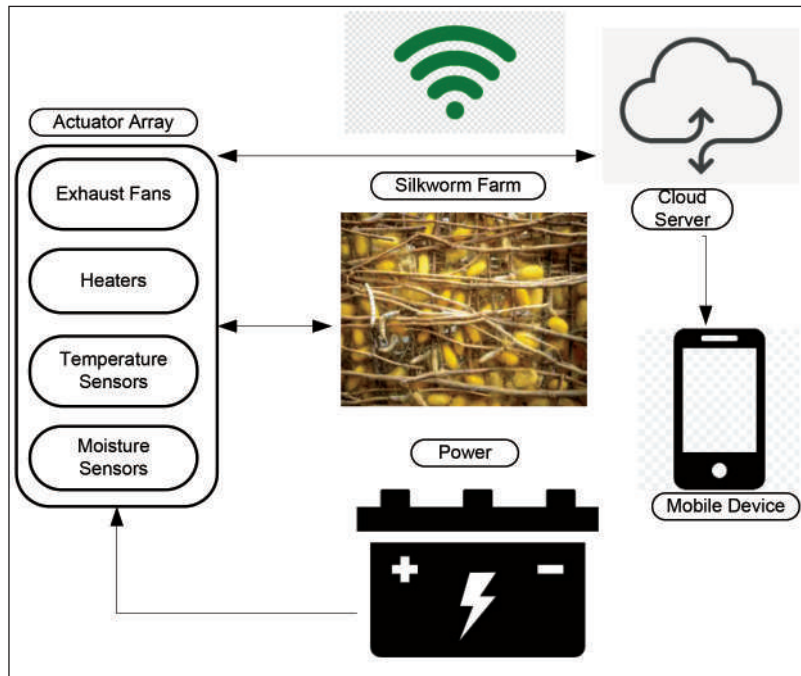 Actuator Array
Exhaust Fans
Heaters
Temperature
Sensors
Moisture
Sensors
Silkworm Farm
Power
Cloud
Server
Mobile Device